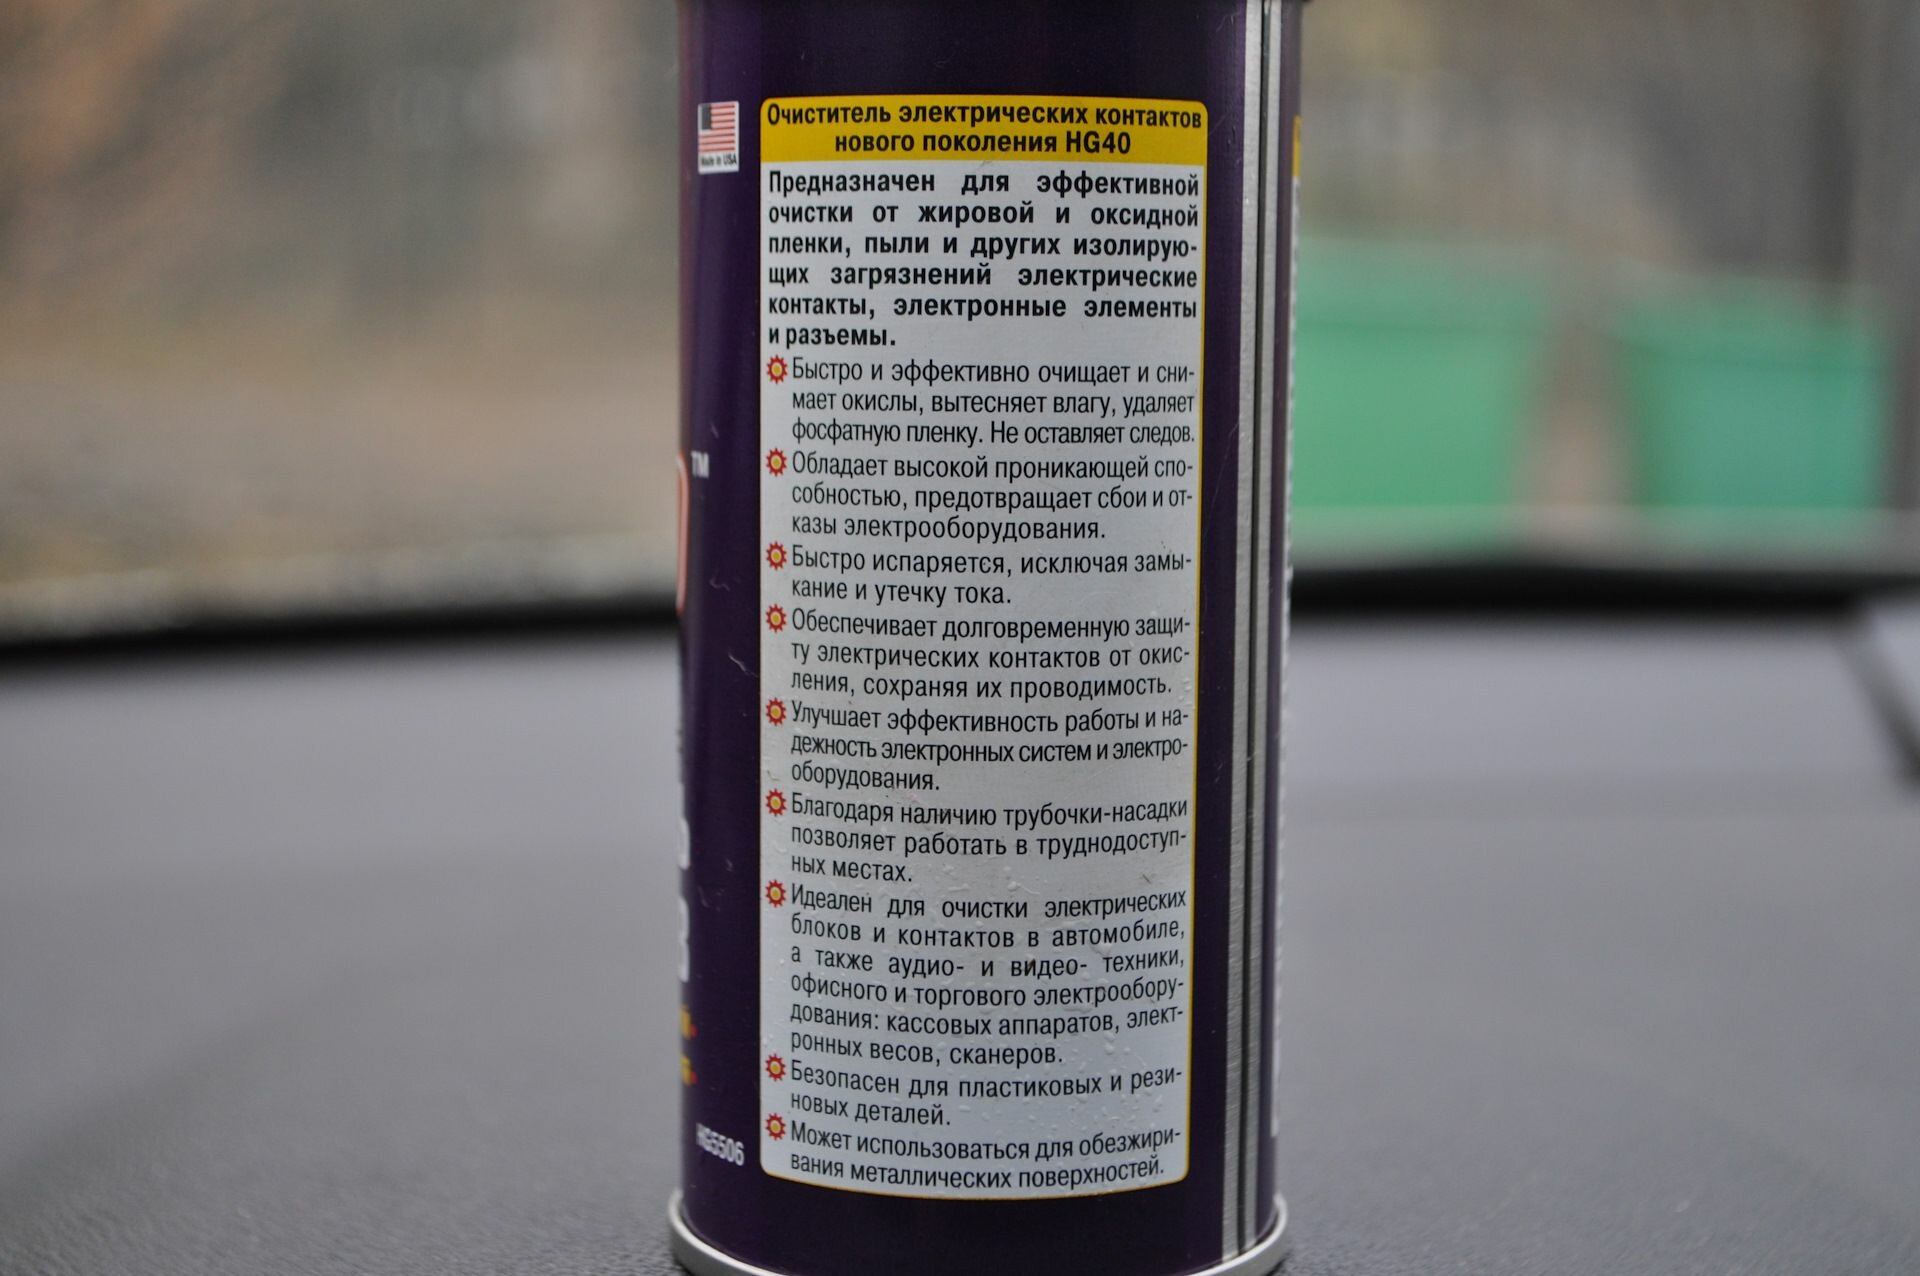 Made in USA
Очиститель электрических контактов
нового поколения HG40
Предназначен для эффективной
очистки от жировой и оксидной
пленки, пыли и других изолирую-
щих загрязнений электрические
контакты, электронные элементы
и разъемы.
Быстро и эффективно очищает и сни-
мает окислы, вытесняет влагу, удаляет
фосфатную пленку. Не оставляет следов.
Обладает высокой проникающей спо-
собностью, предотвращает сбои и от-
казы электрооборудования.
Быстро испаряется, исключая замы-
кание и утечку тока.
Обеспечивает долговременную защи-
ту электрических контактов от окис-
ления, сохраняя их проводимость.
Улучшает эффективность работы и на-
дежность электронных систем и электро-
оборудования.
Благодаря наличию трубочки-насадки
позволяет работать в труднодоступ-
ных местах.
Идеален для очистки электрических
блоков и контактов в автомобиле,
а также аудио- и видео- техники,
офисного и торгового электрообору-
дования: кассовых аппаратов, элект-
ронных весов, сканеров.
Безопасен для пластиковых и рези-
новых деталей.
Может использоваться для обезжири-
вания металлических поверхностей.
TM
HG5506